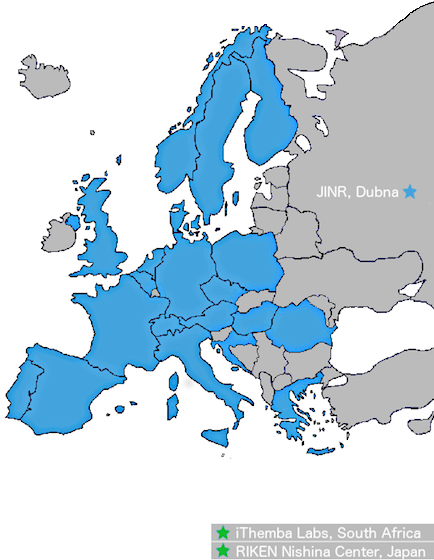 JINR, Dubna
iThemba Labs, South Africa
RIKEN Nishina Center, Japan